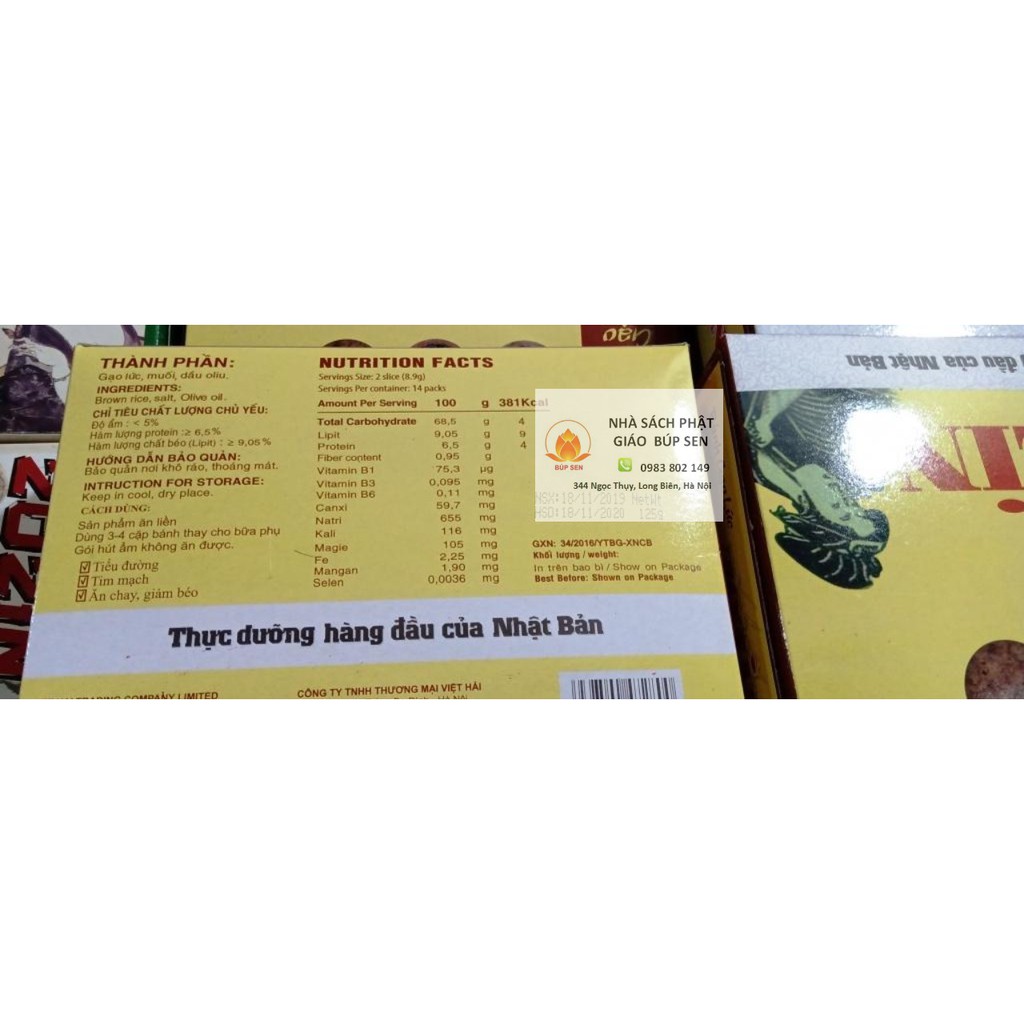 THÀNH PHẦN:
Gạo lức, muối, dầu oliu.
INGREDIENTS:
Brown rice, salt, Olive oil.
CHỈ TIÊU CHẤT LƯỢNG CHỦ YẾU:
Độ ẩm : < 5%
Hàm lượng protein :≥ 6,5%
Hàm lượng chất béo (Lipit) : ≥ 9,05%
HƯỚNG DẪN BẢO QUẢN:
Bảo quản nơi khô ráo, thoáng mát.
INTRUCTION FOR STORAGE:
Keep in cool, dry place.
CÁCH DÙNG:
Sản phẩm ăn liền
Dùng 3-4 cặp bánh thay cho bữa phụ
Gói hút ẩm không ăn được.
Tiểu đường
Tim mạch
Ăn chay, giảm béo
NUTRITION FACTS
Servings Size: 2 slice (8.9g)
Servings Per container: 14 packs
Amount Per Serving 100 g 381Kcal
Total Carbohydrate 68,5 g 4
Lipit 9,05 g 9
Protein 6,5 g 4
Fiber content 0,95 g
Vitamin B1 75,3 µg
Vitamin B3 0,095 mg
Vitamin B6 0,11 mg
Canxi 59,7 mg
Natri 655 mg
Kali 116 mg
Magie 105 mg
Fe 2,25 mg
Mangan 1,90 mg
Selen 0,0036 mg
NHÀ SÁCH PHẬT
GIÁO BÚP SEN
BÚP SEN
0983 802 149
344 Ngọc Thụy, Long Biên, Hà Nội
NSX:18/11/2019 NetWt
HSD:18/11/2020 125g
GXN: 34/2016/YTBG-XNCB
Khối lượng / weight:
In trên bao bì / Show on Package
Best Before: Shown on Package
Thực dưỡng hàng đầu của Nhật Bản
TRADING COMPANY LIMITED
CÔNG TY TNHH THƯƠNG MẠI VIỆT HẢI
đầu của Nhật Bản